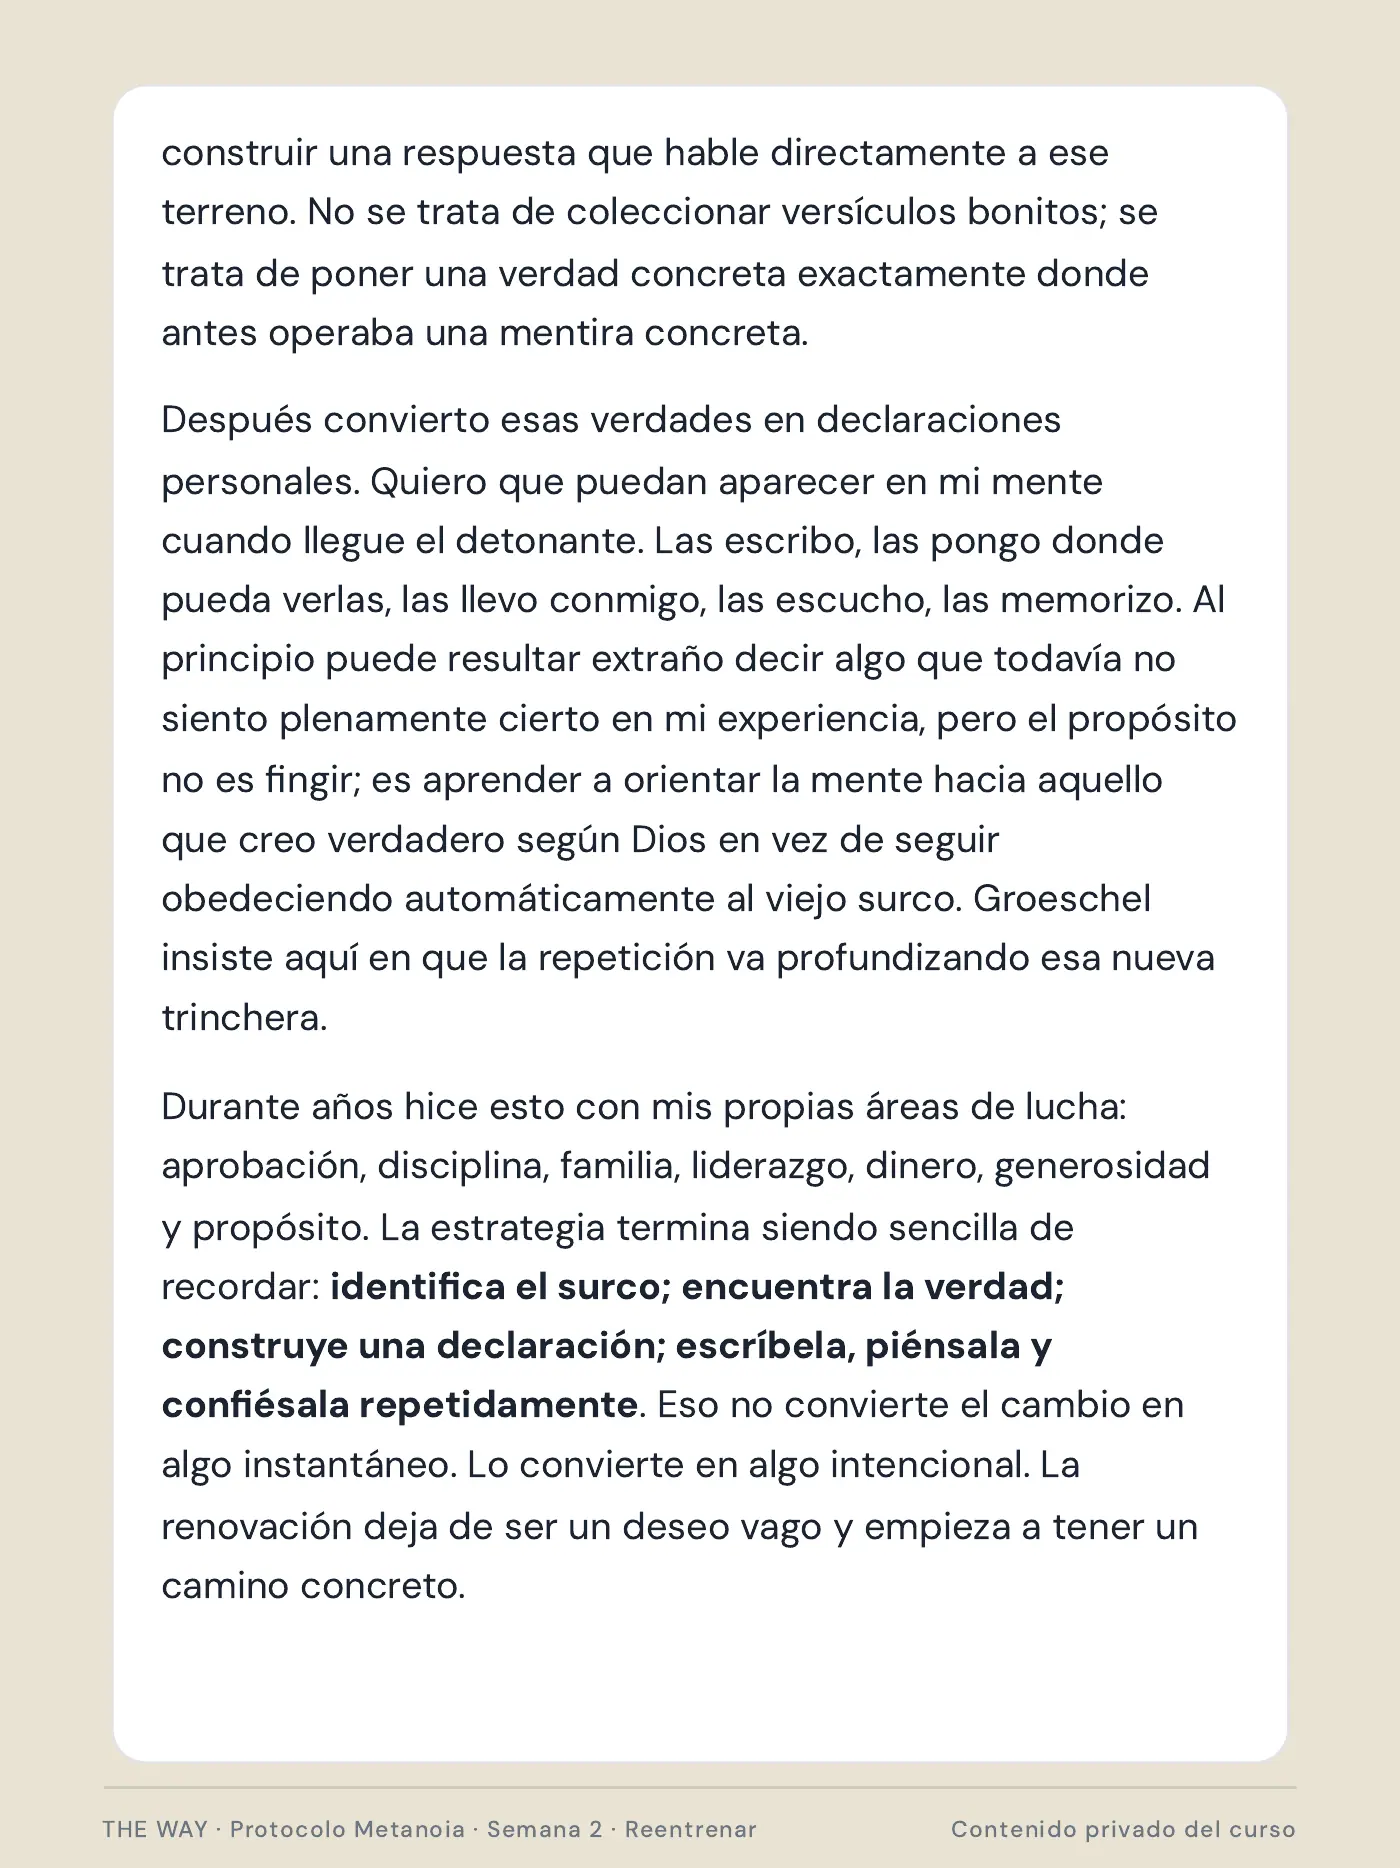 construir una respuesta que hable directamente a ese
terreno. No se trata de coleccionar versículos bonitos; se
trata de poner una verdad concreta exactamente donde
antes operaba una mentira concreta.
Después convierto esas verdades en declaraciones
personales. Quiero que puedan aparecer en mi mente
cuando llegue el detonante. Las escribo, las pongo donde
pueda verlas, las llevo conmigo, las escucho, las memorizo. Al
principio puede resultar extraño decir algo que todavía no
siento plenamente cierto en mi experiencia, pero el propósito
no es fingir; es aprender a orientar la mente hacia aquello
que creo verdadero según Dios en vez de seguir
obedeciendo automáticamente al viejo surco. Groeschel
insiste aquí en que la repetición va profundizando esa nueva
trinchera.
Durante años hice esto con mis propias áreas de lucha:
aprobación, disciplina, familia, liderazgo, dinero, generosidad
y propósito. La estrategia termina siendo sencilla de
recordar: identifica el surco; encuentra la verdad;
construye una declaración; escríbela, piénsala y
confiésala repetidamente. Eso no convierte el cambio en
algo instantáneo. Lo convierte en algo intencional. La
renovación deja de ser un deseo vago y empieza a tener un
camino concreto.
THE WAY · Protocolo Metanoia · Semana 2 · Reentrenar
Contenido privado del curso